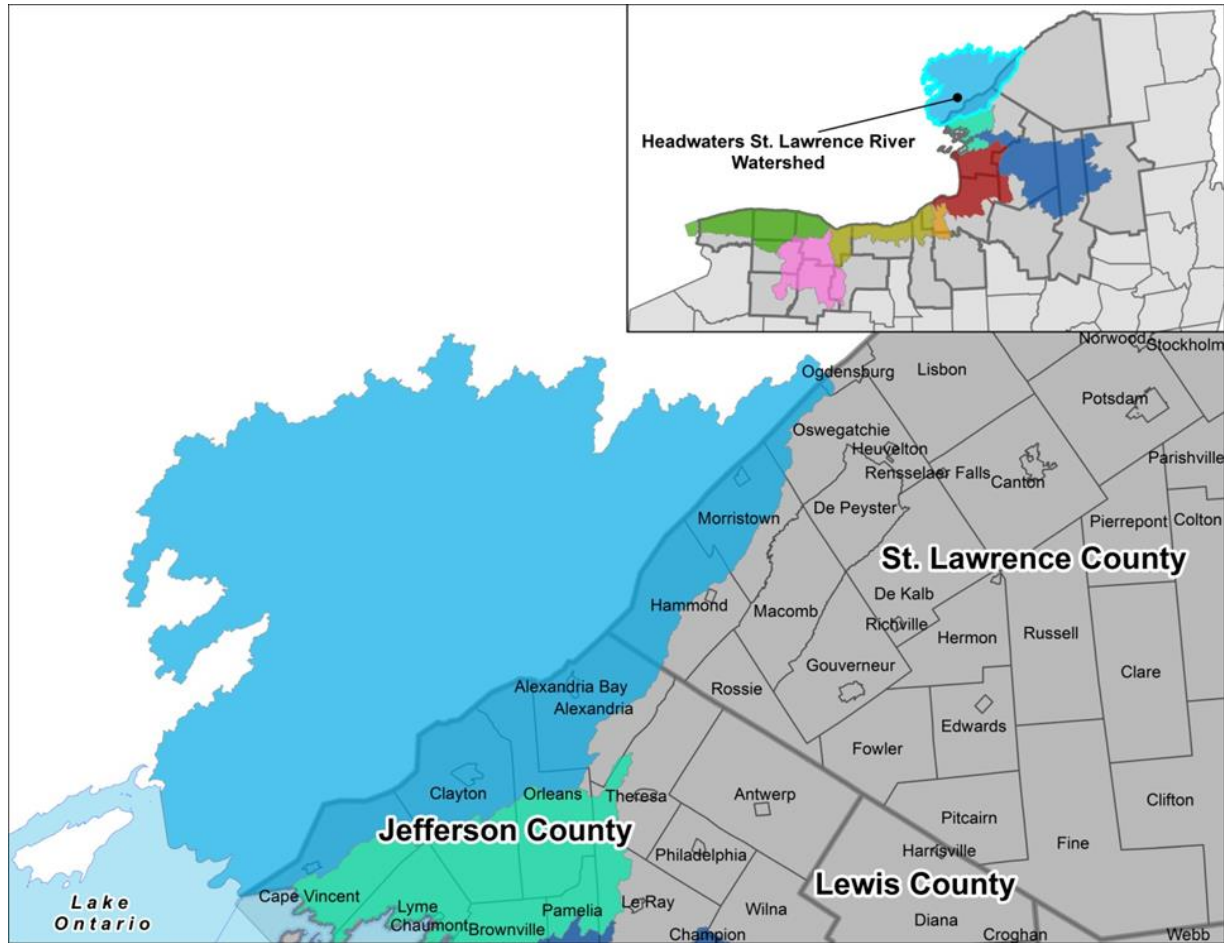 Headwaters St. Lawrence River
Watershed
Norwood
Stockholm
Ogdensburg
Lisbon
Potsdam
Oswegatchie
Heuvelton
Rensselaer Falls
Canton
Parishville
Morristown
De Peyster
Pierrepont
Colton
St. Lawrence County
Hammond
Macomb
De Kalb
Richville
Hermon
Russell
Gouverneur
Clare
Alexandria Bay
Rossie
Alexandria
Edwards
Fowler
Clayton
Orleans
Theresa
Antwerp
Clifton
Jefferson County
Pitcairn
Philadelphia
Harrisville
Fine
Lewis County
Cape Vincent
Lake
Ontario
Lyme
Chaumont
Brownville
Pamelia
Le Ray
Wilna
Diana
Champion
Croghan
Webb